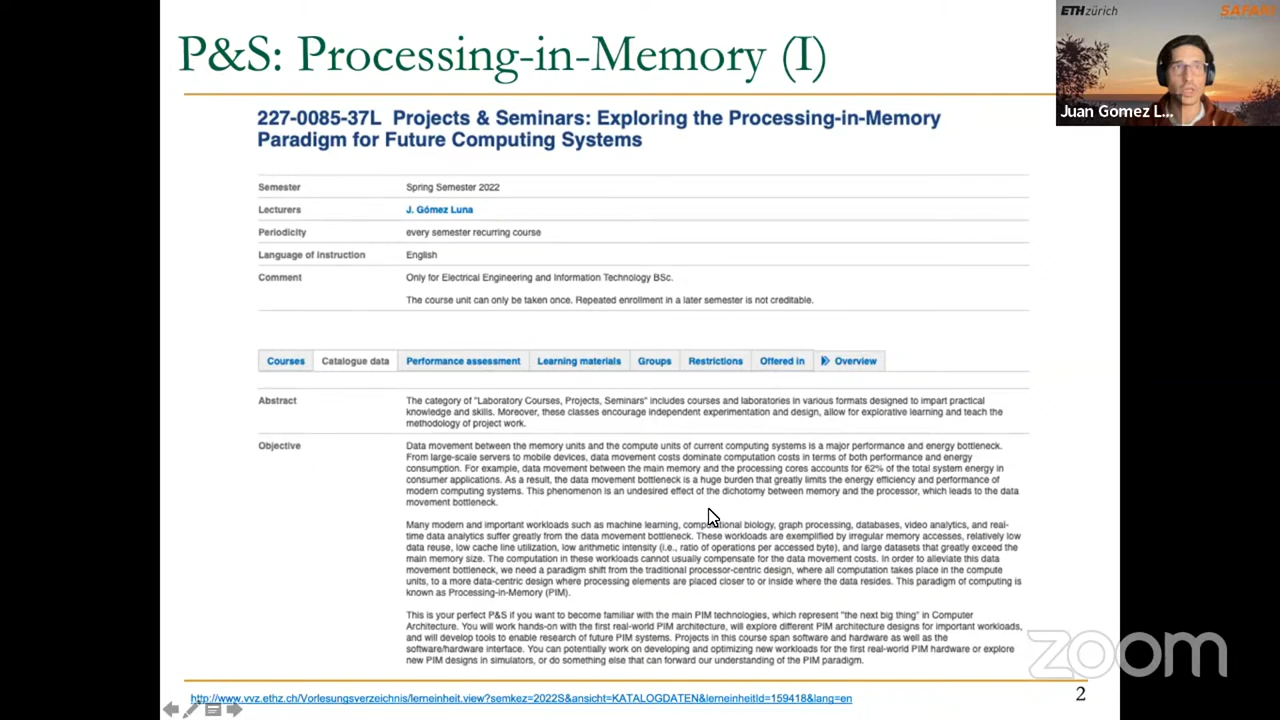 P&S: Processing-in-Memory (I)
ETH zürich
SAFARI
Juan Gomez L...
227-0085-37L Projects & Seminars: Exploring the Processing-in-Memory
Paradigm for Future Computing Systems
Semester Spring Semester 2022
Lecturers J. Gómez Luna
Periodicity every semester recurring course
Language of instruction English
Comment Only for Electrical Engineering and Information Technology BSc.
The course unit can only be taken once. Repeated enrollment in a later semester is not creditable.
Courses Catalogue data Performance assessment Learning materials Groups Restrictions Offered in Overview
Abstract The category of "Laboratory Courses, Projects, Seminars" includes courses and laboratories in various formats designed to impart practical
knowledge and skills. Moreover, these classes encourage independent experimentation and design, allow for explorative learning and teach the
methodology of project work.
Objective Data movement between the memory units and the compute units of current computing systems is a major performance and energy bottleneck.
From large-scale servers to mobile devices, data movement costs dominate computation costs in terms of both performance and energy
consumption. For example, data movement between the main memory and the processing cores accounts for 62% of the total system energy in
consumer applications. As a result, the data movement bottleneck is a huge burden that greatly limits the energy efficiency and performance of
modern computing systems. This phenomenon is an undesired effect of the dichotomy between memory and the processor, which leads to the data
movement bottleneck.
Many modern and important workloads such as machine learning, computational biology, graph processing, databases, video analytics, and real-
time data analytics suffer greatly from the data movement bottleneck. These workloads are exemplified by irregular memory accesses, relatively low
data reuse, low cache line utilization, low arithmetic intensity (i.e., ratio of operations per accessed byte), and large datasets that greatly exceed the
main memory size. The computation in these workloads cannot usually compensate for the data movement costs. In order to alleviate this data
movement bottleneck, we need a paradigm shift from the traditional processor-centric design, where all computation takes place in the compute
units, to a more data-centric design where processing elements are placed closer to or inside where the data resides. This paradigm of computing is
known as Processing-in-Memory (PIM).
This is your perfect P&S if you want to become familiar with the main PIM technologies, which represent "the next big thing" in Computer
Architecture. You will work hands-on with the first real-world PIM architecture, will explore different PIM architecture designs for important workloads,
and will develop tools to enable research of future PIM systems. Projects in this course span software and hardware as well as the
software/hardware interface. You can potentially work on developing and optimizing new workloads for the first real-world PIM hardware or explore
new PIM designs in simulators, or do something else that can forward our understanding of the PIM paradigm.
zoom
http://www.vvz.ethz.ch/Vorlesungsverzeichnis/lerneinheit.view?semkez=2022S&ansicht=KATALOGDATEN&lerneinheitId=159418&lang=en
2